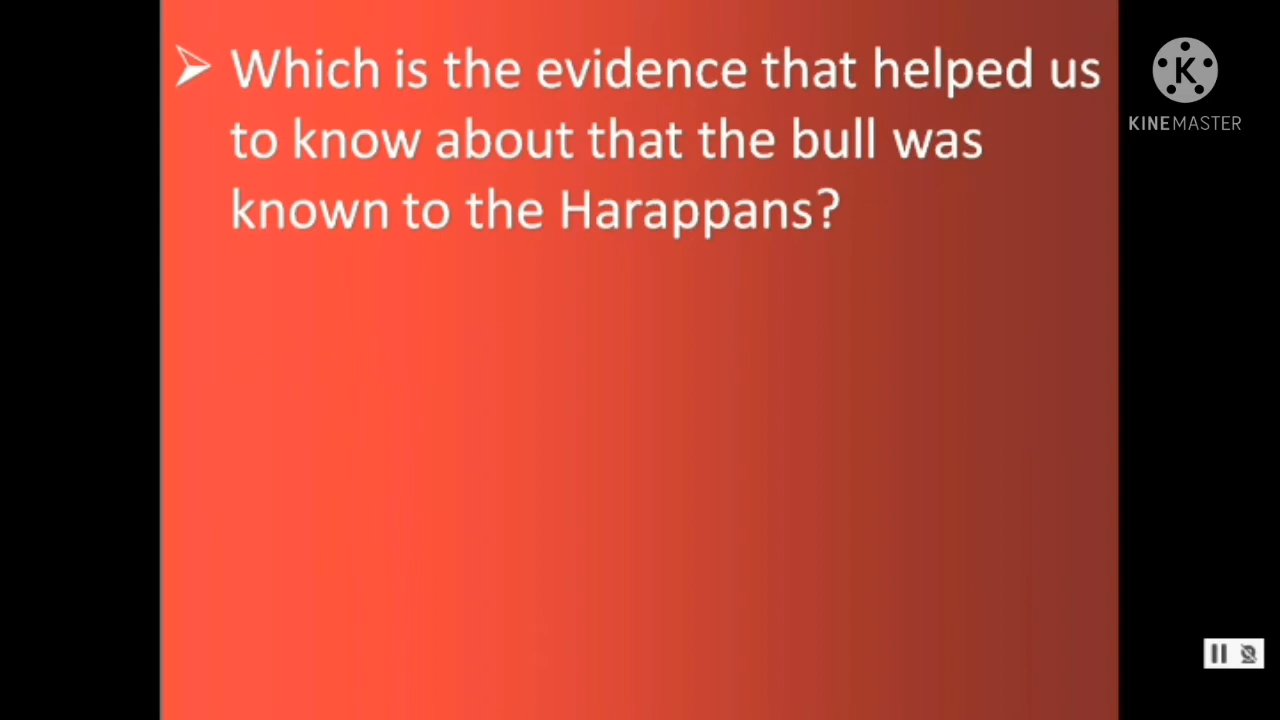 Which is the evidence that helped us
to know about that the bull was
known to the Harappans?
K
KINEMASTER